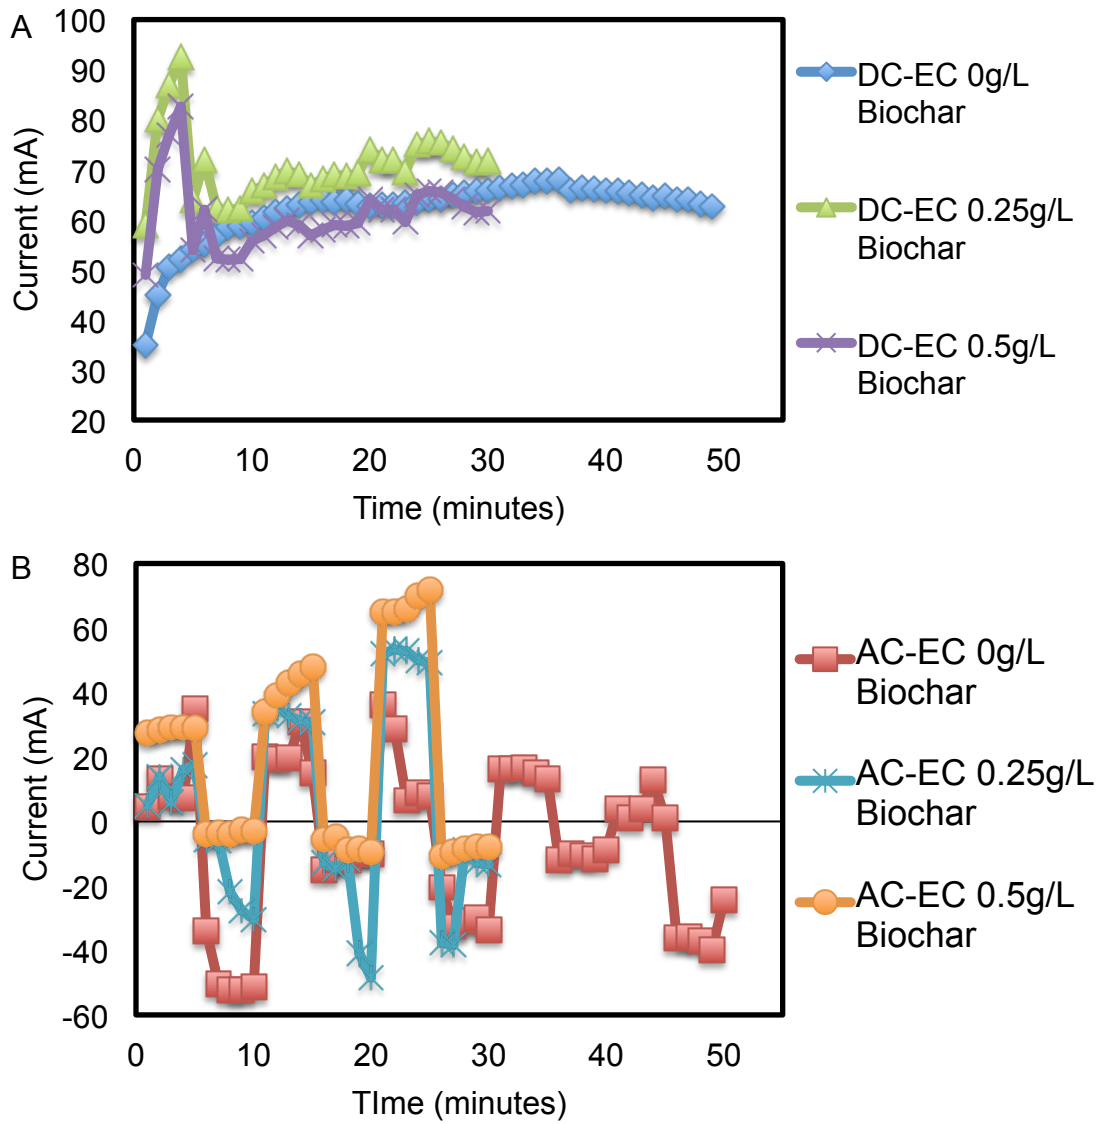 A
100
90
80
70
60
50
40
30
20
Current (mA)
0
10
20
30
40
50
Time (minutes)
DC-EC 0g/L
Biochar
DC-EC 0.25g/L
Biochar
DC-EC 0.5g/L
Biochar
B
80
60
40
20
0
-20
-40
-60
Current (mA)
0
10
20
30
40
50
TIme (minutes)
AC-EC 0g/L
Biochar
AC-EC 0.25g/L
Biochar
AC-EC 0.5g/L
Biochar